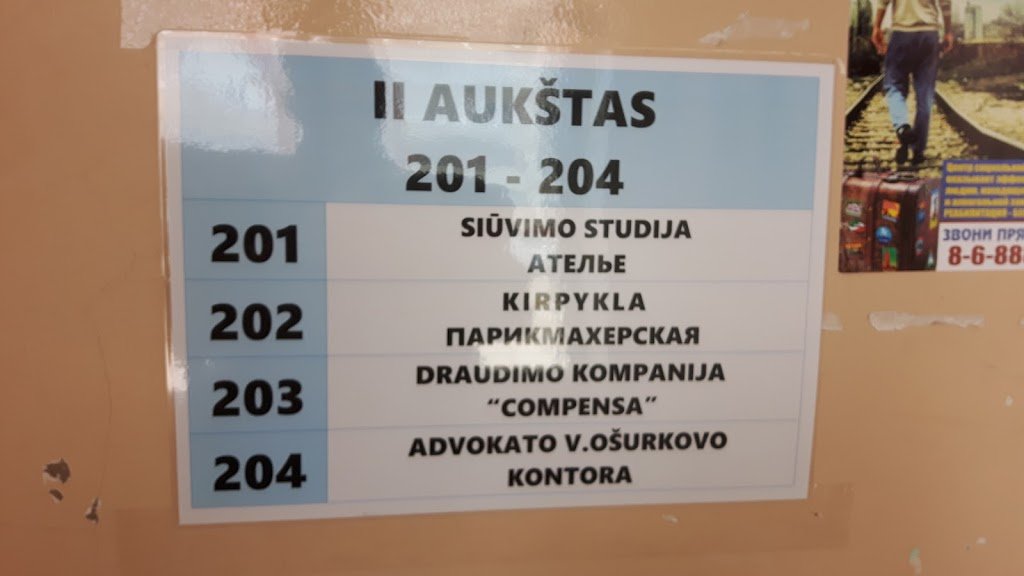 II AUKŠTAS
201 - 204
201
SIŪVIMO STUDIJA
АТЕЛЬЕ
202
KIRPYKLA
ПАРИКМАХЕРСКАЯ
203
DRAUDIMO KOMPANIJA
“COMPENSA”
204
ADVOKATO V.OŠURKOVO
KONTORA
ЗВОНИ ПРЯ
8-6-88